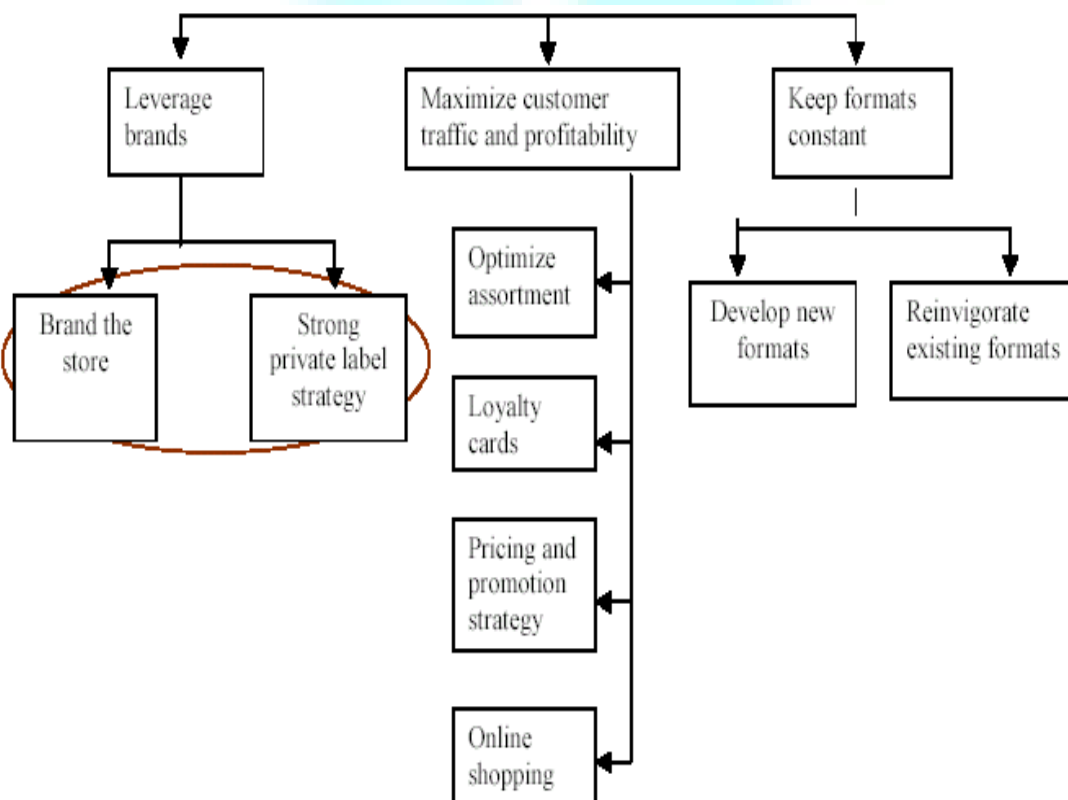 Leverage
brands
Maximize customer
traffic and profitability
Keep formats
constant
Brand the
store
Strong
private label
strategy
Optimize
assortment
Loyalty
cards
Pricing and
promotion
strategy
Online
shopping
Develop new
formats
Reinvigorate
existing formats